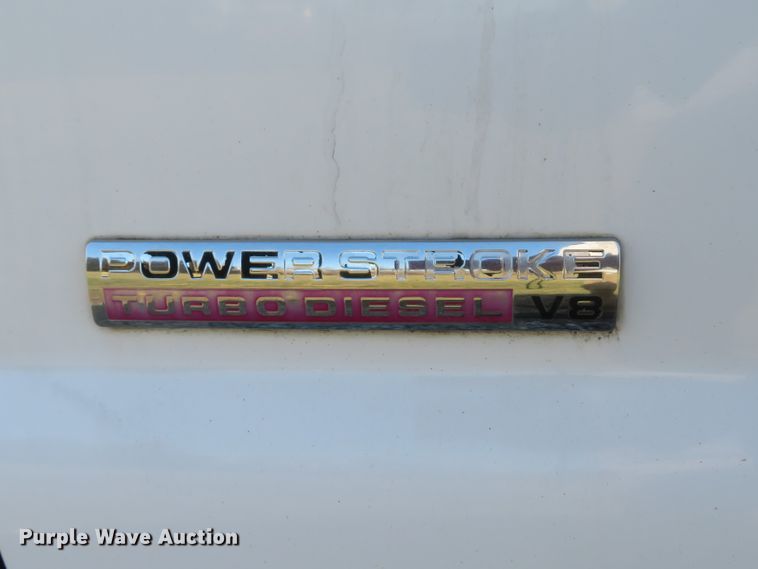 POWER STROKE
TURBO DIESEL V8
Purple Wave Auction